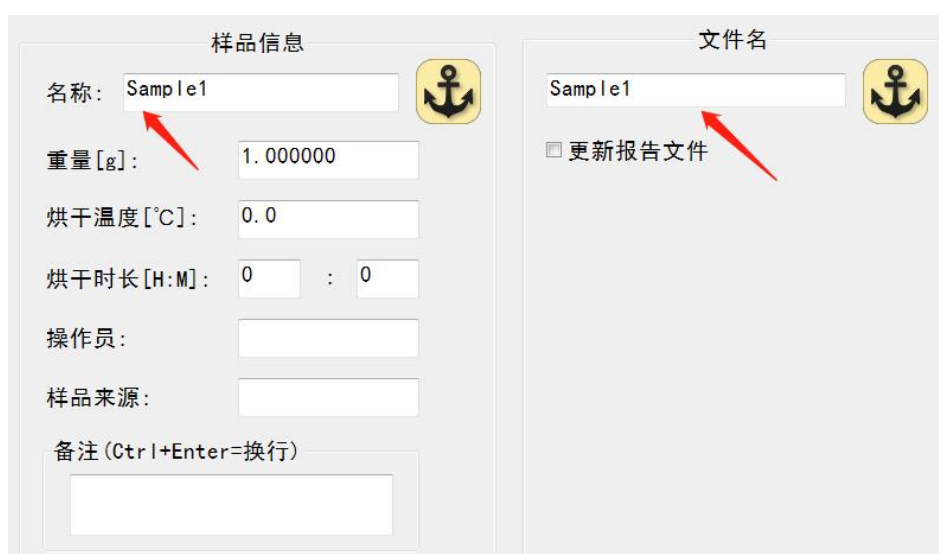 样品信息
名称: Sample1
重量[g]: 1.000000
烘干温度[℃]: 0.0
烘干时长[H:M]: 0 : 0
操作员:
样品来源:
备注(Ctrl+Enter=换行)
文件名
Sample1
更新报告文件